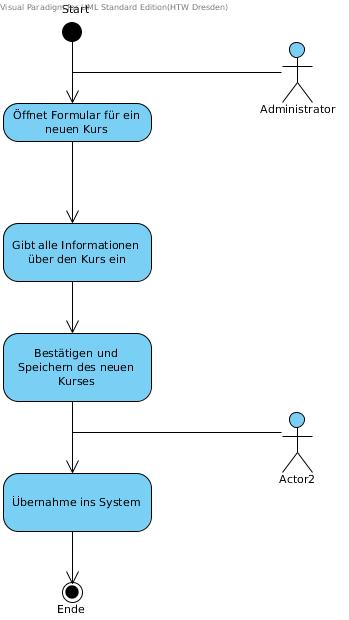 Visual Paradigm for UML Standard Edition(HTW Dresden)
Start
Administrator
Öffnet Formular für ein
neuen Kurs
Gibt alle Informationen
über den Kurs ein
Bestätigen und
Speichern des neuen
Kurses
Actor2
Übernahme ins System
Ende